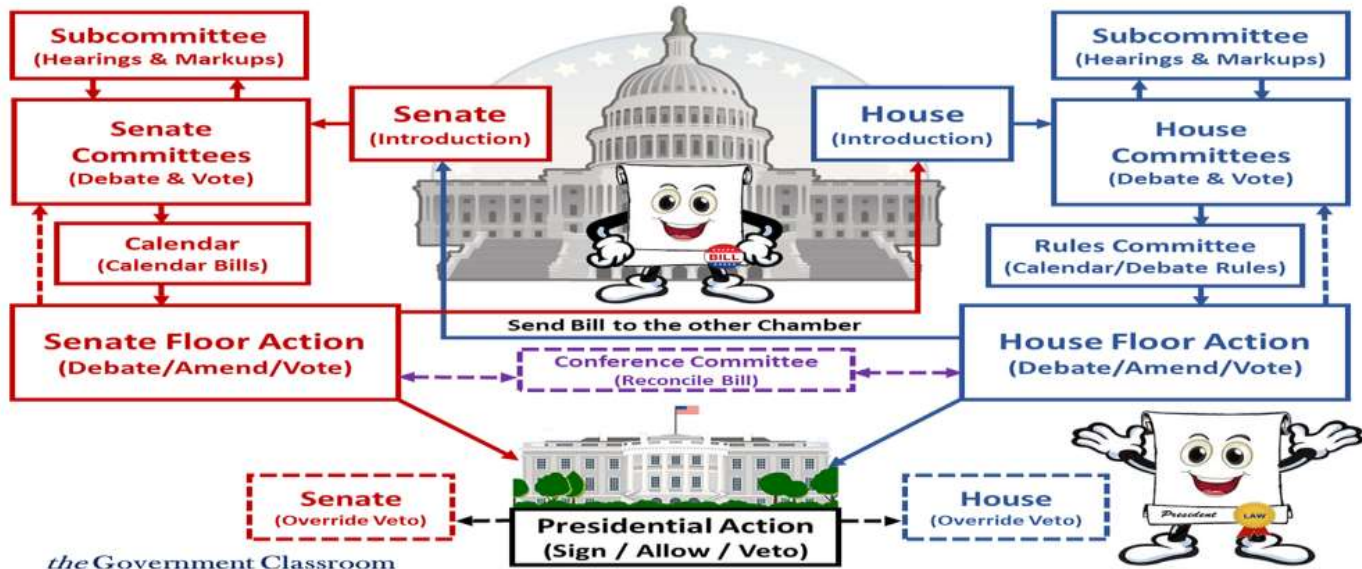 Subcommittee
(Hearings & Markups)
Senate
Committees
(Debate & Vote)
Calendar
(Calendar Bills)
Senate Floor Action
(Debate/Amend/Vote)
Senate
(Introduction)
House
(Introduction)
Subcommittee
(Hearings & Markups)
House
Committees
(Debate & Vote)
Rules Committee
(Calendar/Debate Rules)
House Floor Action
(Debate/Amend/Vote)
BILL
Send Bill to the other Chamber
Conference Committee
(Reconcile Bill)
Senate
(Override Veto)
Presidential Action
(Sign / Allow / Veto)
House
(Override Veto)
President
LAW
the Government Classroom